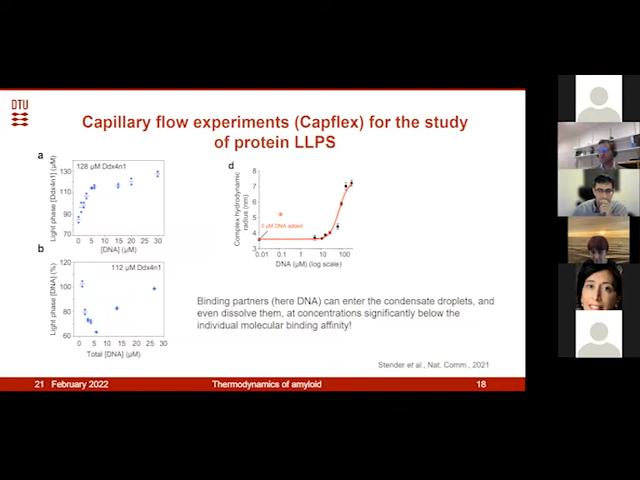 DTU
Capillary flow experiments (Capflex) for the study
of protein LLPS
a
128 µM Ddx4n1
Light phase [Ddx4n1] (µM)
130
110
90
70
0 5 10 15 20 25 30
[DNA] (µM)
b
112 µM Ddx4n1
Light phase [DNA] (%)
120
100
80
60
0 5 10 15 20 25 30
Total [DNA] (µM)
d
Complex hydrodynamic
radius (nm)
8
7
6
5
4
3
0 µM DNA added
0.01 0.1 1 10 100
DNA (µM) (log scale)
Binding partners (here DNA) can enter the condensate droplets, and
even dissolve them, at concentrations significantly below the
individual molecular binding affinity!
Stender et al., Nat. Comm., 2021
21 February 2022 Thermodynamics of amyloid 18